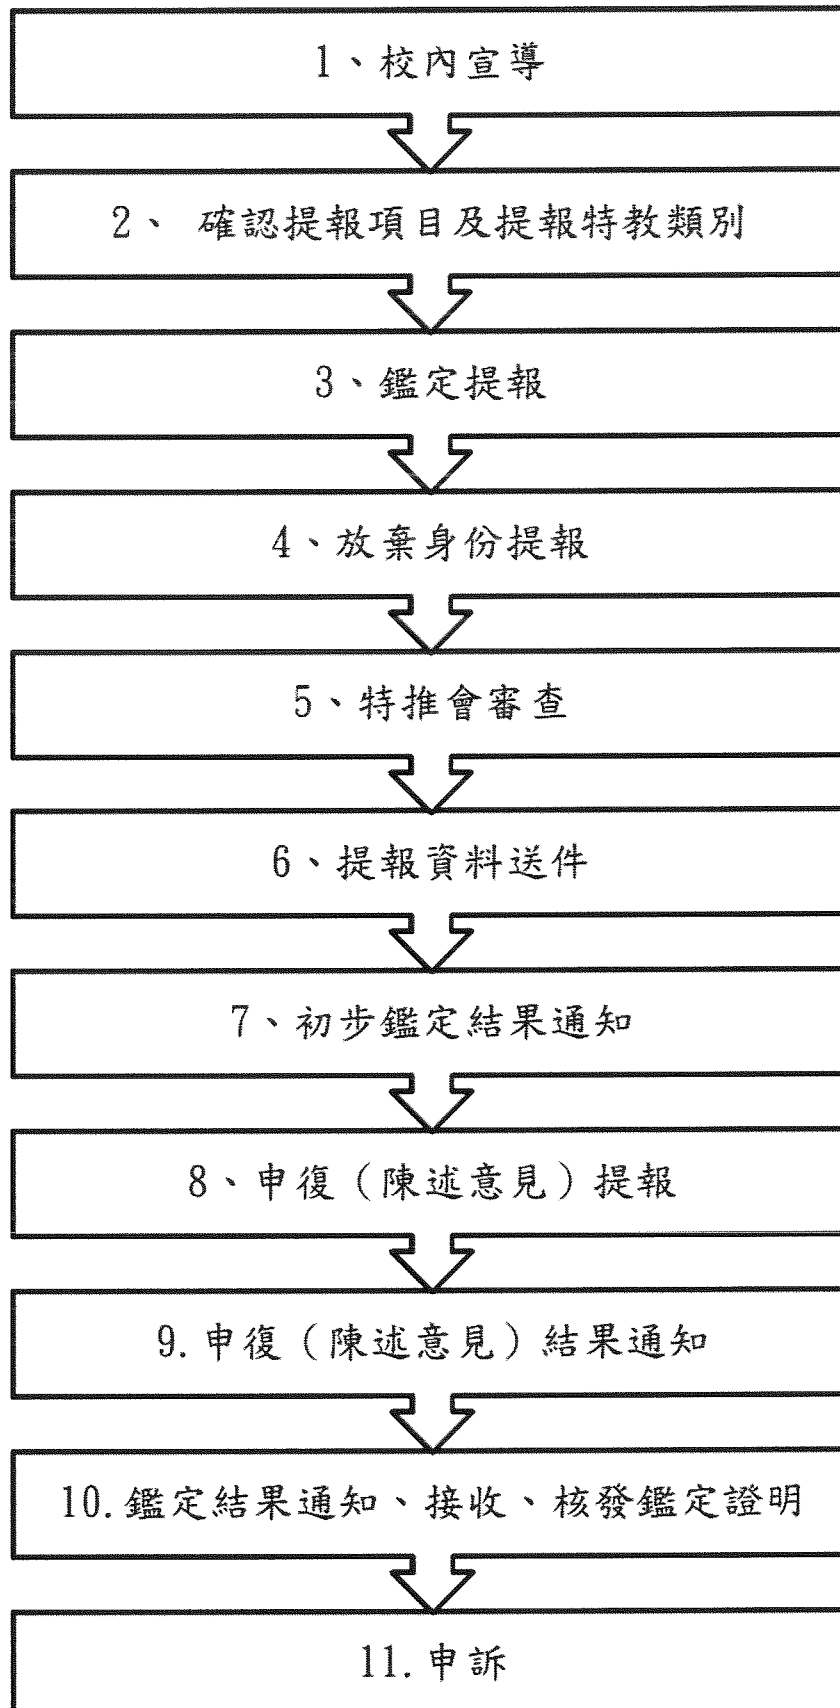 1、校內宣導
2、 確認提報項目及提報特教類別
3、鑑定提報
4、放棄身份提報
5、特推會審查
6、提報資料送件
7、初步鑑定結果通知
8、申復（陳述意見）提報
9.申復（陳述意見）結果通知
10.鑑定結果通知、接收、核發鑑定證明
11.申訴